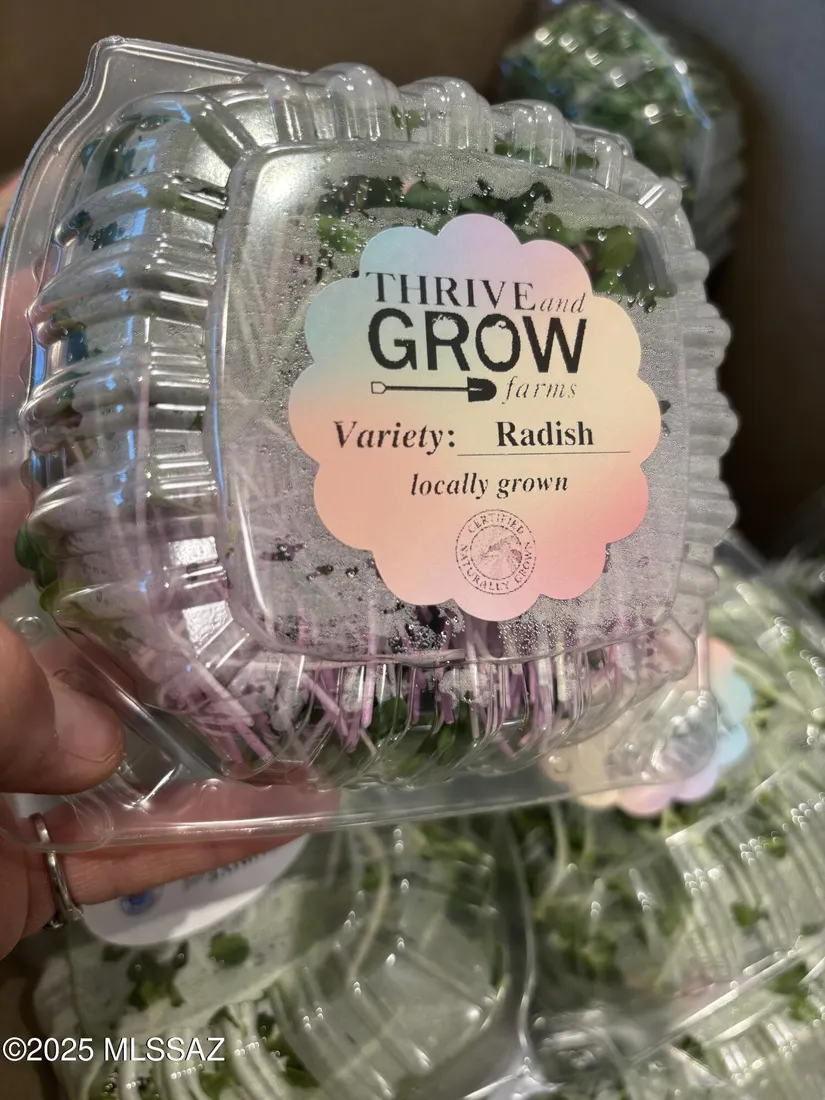 THRIVE and
GROW
farms
Variety: Radish
locally grown
CERTIFIED
NATURALLY GROWN
©2025 MLSSAZ